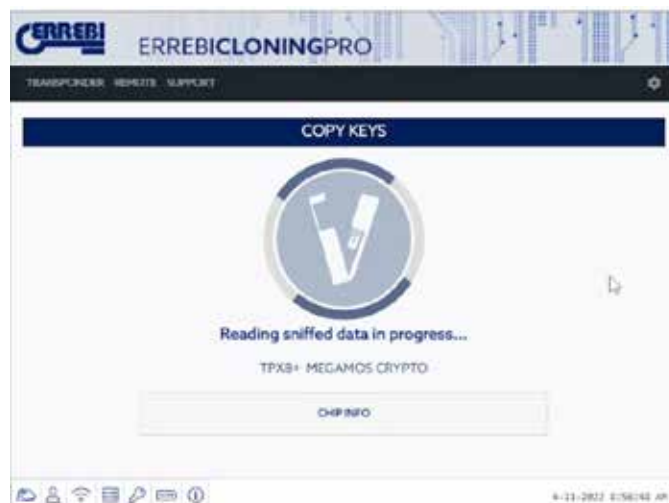 ERREBI
ERREBICLONINGPRO
TRANSPONDER REMOTE SUPPORT
COPY KEYS
Reading sniffed data in progress...
TPX8+ MEGAMOS CRYPTO
CHIP INFO